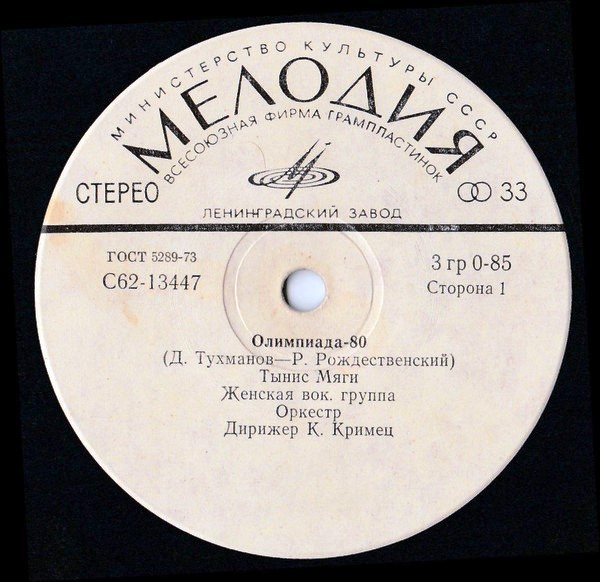 МИНИСТЕРСТВО КУЛЬТУРЫ СССР
МЕЛОДИЯ
ВСЕСОЮЗНАЯ ФИРМА ГРАМПЛАСТИНОК
СТЕРЕО
33
ЛЕНИНГРАДСКИЙ ЗАВОД
ГОСТ 5289-73
3 гр 0-85
С62-13447
Сторона 1
Олимпиада-80
(Д. Тухманов—Р. Рождественский)
Тынис Мяги
Женская вок. группа
Оркестр
Дирижер К. Кримец